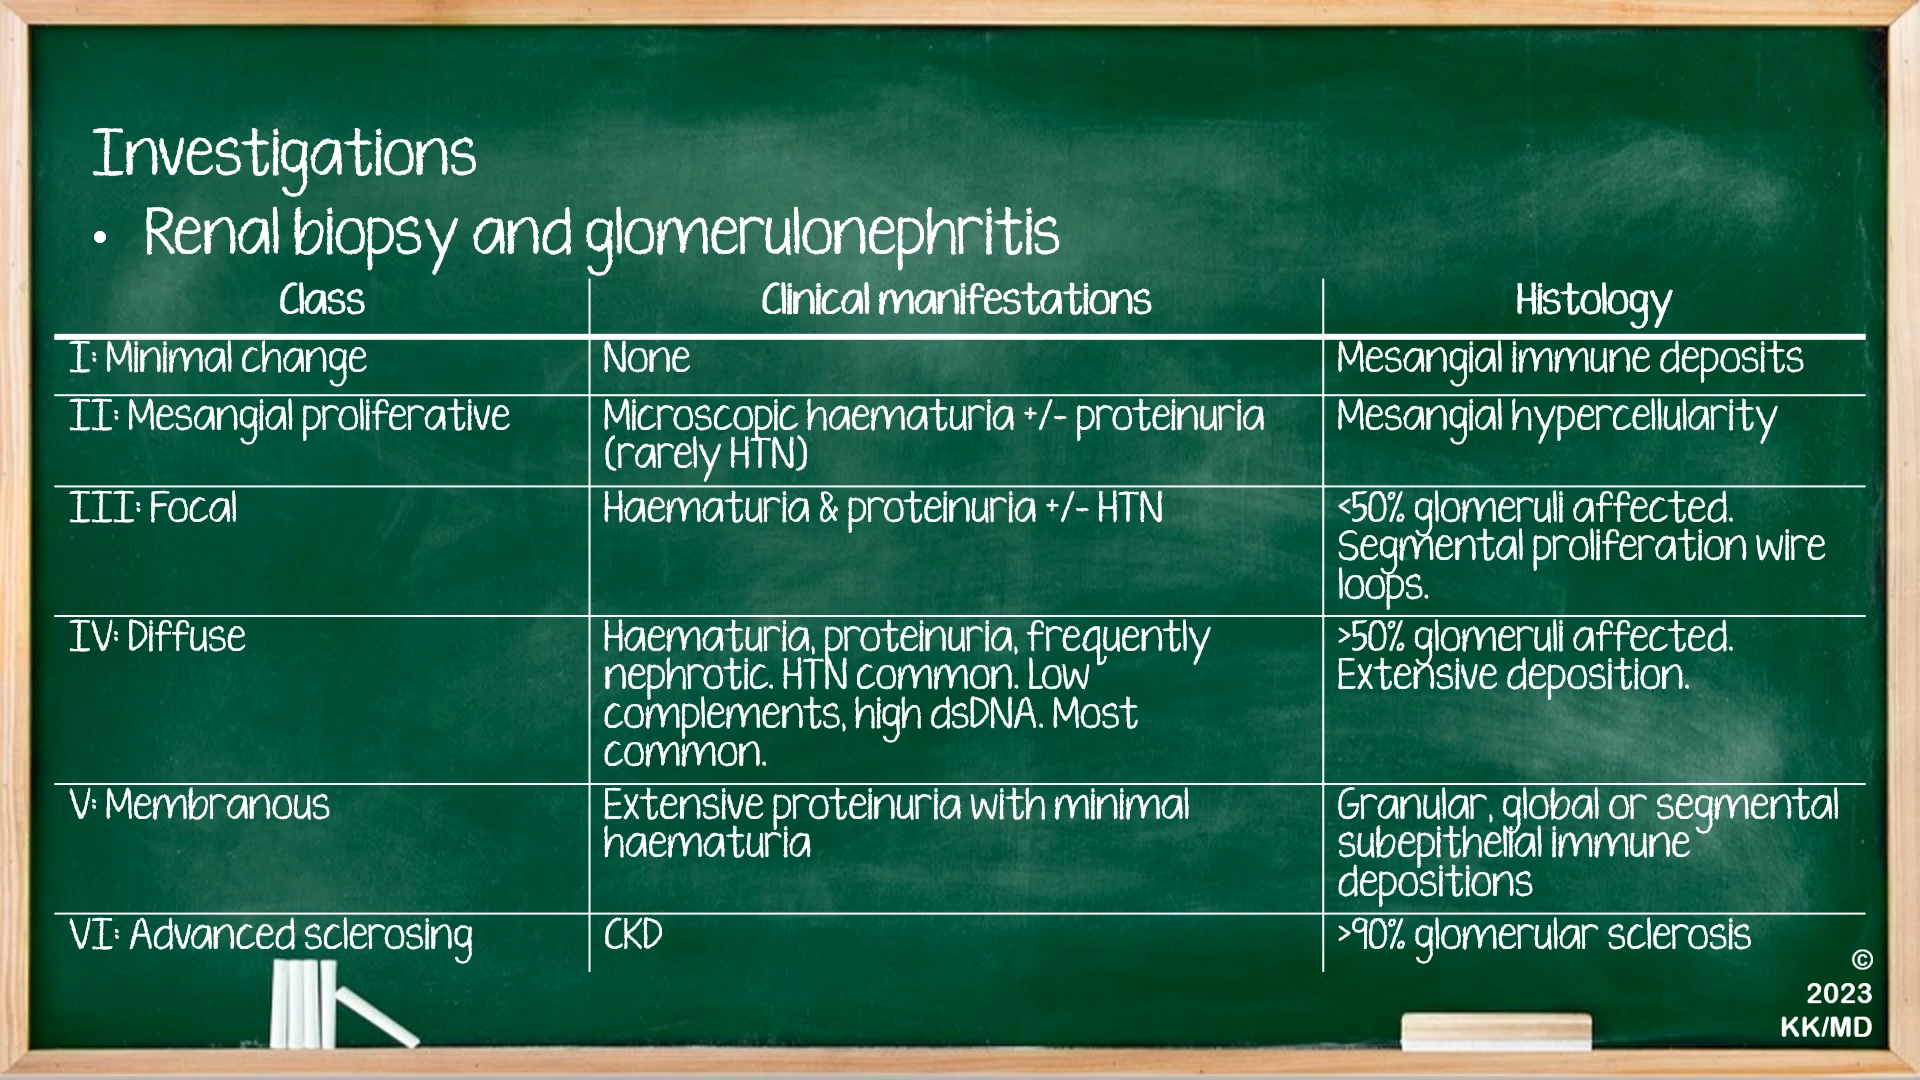 Investigations
• Renal biopsy and glomerulonephritis
Class
Clinical manifestations
Histology
I: Minimal change
None
Mesangial immune deposits
II: Mesangial proliferative
Microscopic haematuria +/- proteinuria
(rarely HTN)
Mesangial hypercellularity
III: Focal
Haematuria & proteinuria +/- HTN
<50% glomeruli affected.
Segmental proliferation wire
loops.
IV: Diffuse
Haematuria, proteinuria, frequently
nephrotic. HTN common. Low
complements, high dsDNA. Most
common.
>50% glomeruli affected.
Extensive deposition.
V: Membranous
Extensive proteinuria with minimal
haematuria
Granular, global or segmental
subepithelial immune
depositions
VI: Advanced sclerosing
CKD
>90% glomerular sclerosis
©
2023
KK/MD